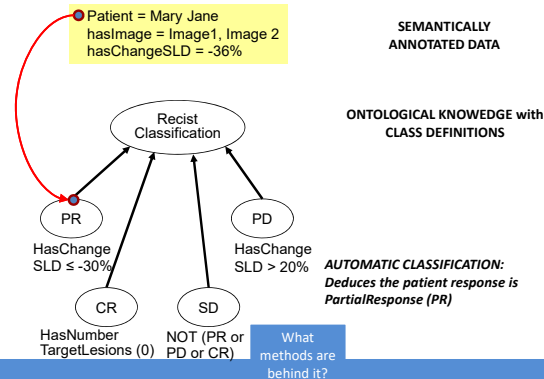 Patient = Mary Jane
hasImage = Image1, Image 2
hasChangeSLD = -36%
SEMANTICALLY
ANNOTATED DATA
Recist
Classification
ONTOLOGICAL KNOWEDGE with
CLASS DEFINITIONS
PR
PD
HasChange
SLD ≤ -30%
HasChange
SLD > 20%
AUTOMATIC CLASSIFICATION:
Deduces the patient response is
PartialResponse (PR)
CR
SD
HasNumber
TargetLesions (0)
NOT (PR or
PD or CR)
What
methods are
behind it?